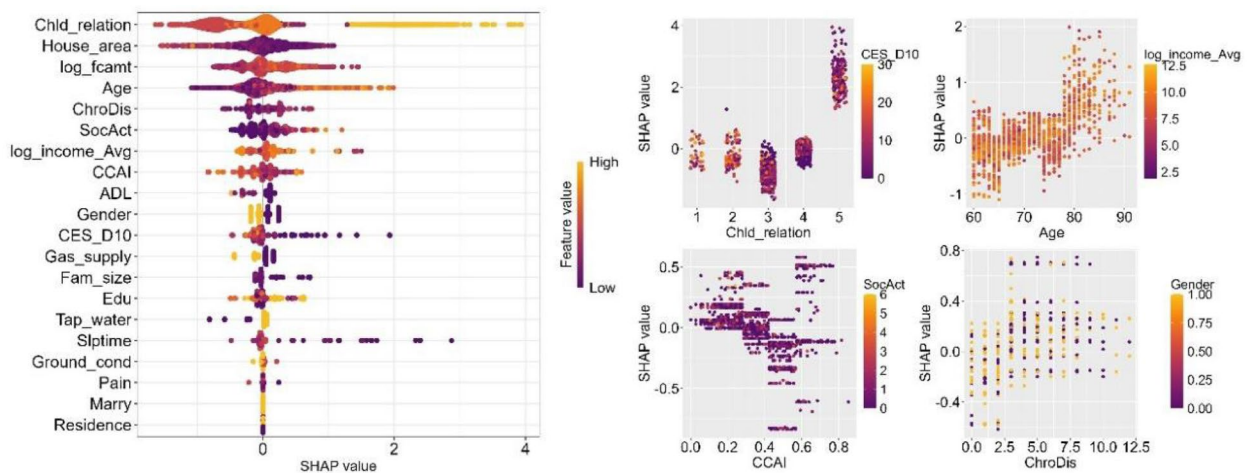 Chld_relation
House_area
log_fcamt
Age
ChroDis
SocAct
log_income_Avg
CCAI
ADL
Gender
CES_D10
Gas_supply
Fam_size
Edu
Tap_water
Slptime
Ground_cond
Pain
Marry
Residence
0 2 4
SHAP value
High
Feature value
Low
SHAP value
4
2
0
1 2 3 4 5
Chld_relation
CES_D10
30
20
10
0
SHAP value
2
1
0
-1
60 70 80 90
Age
log_income_Avg
12.5
10.0
7.5
5.0
2.5
SHAP value
0.5
0.0
-0.5
0.0 0.2 0.4 0.6 0.8
CCAI
SocAct
6
5
4
3
2
1
0
SHAP value
0.8
0.4
0.0
-0.4
0.0 2.5 5.0 7.5 10.0 12.5
ChroDis
Gender
1.00
0.75
0.50
0.25
0.00